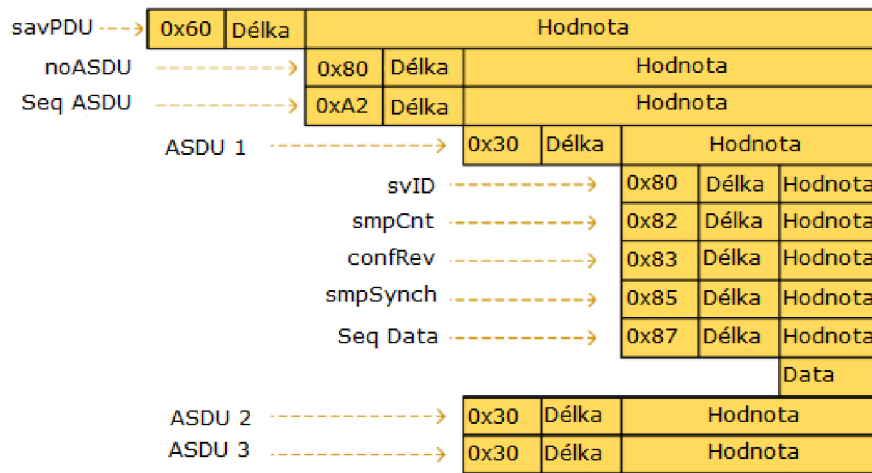 savPDU 0x60 Délka Hodnota
noASDU 0x80 Délka Hodnota
Seq ASDU 0xA2 Délka Hodnota
ASDU 1 0x30 Délka Hodnota
svID 0x80 Délka Hodnota
smpCnt 0x82 Délka Hodnota
confRev 0x83 Délka Hodnota
smpSynch 0x85 Délka Hodnota
Seq Data 0x87 Délka Hodnota
Data
ASDU 2 0x30 Délka Hodnota
ASDU 3 0x30 Délka Hodnota